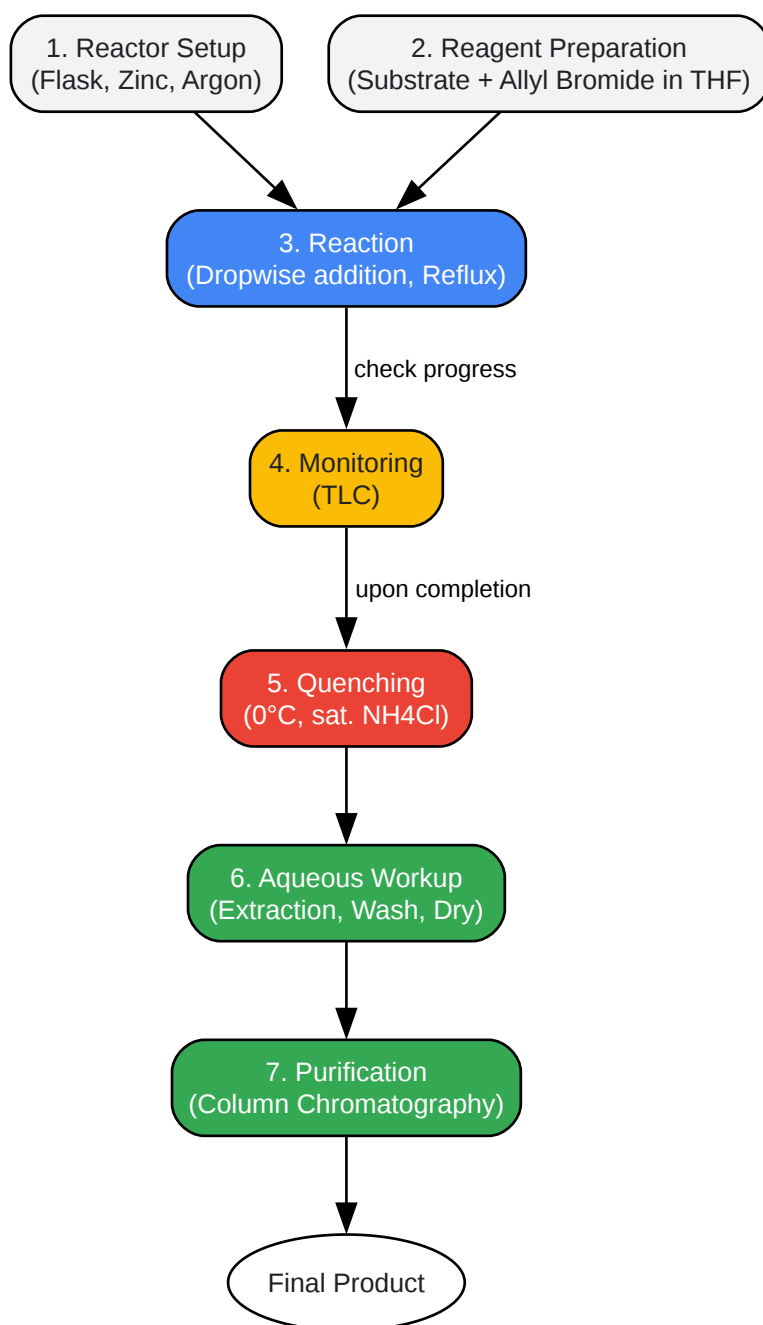 1. Reactor Setup
(Flask, Zinc, Argon)
2. Reagent Preparation
(Substrate + Allyl Bromide in THF)
3. Reaction
(Dropwise addition, Reflux)
check progress
4. Monitoring
(TLC)
upon completion
5. Quenching
(0°C, sat. NH4Cl)
6. Aqueous Workup
(Extraction, Wash, Dry)
7. Purification
(Column Chromatography)
Final Product